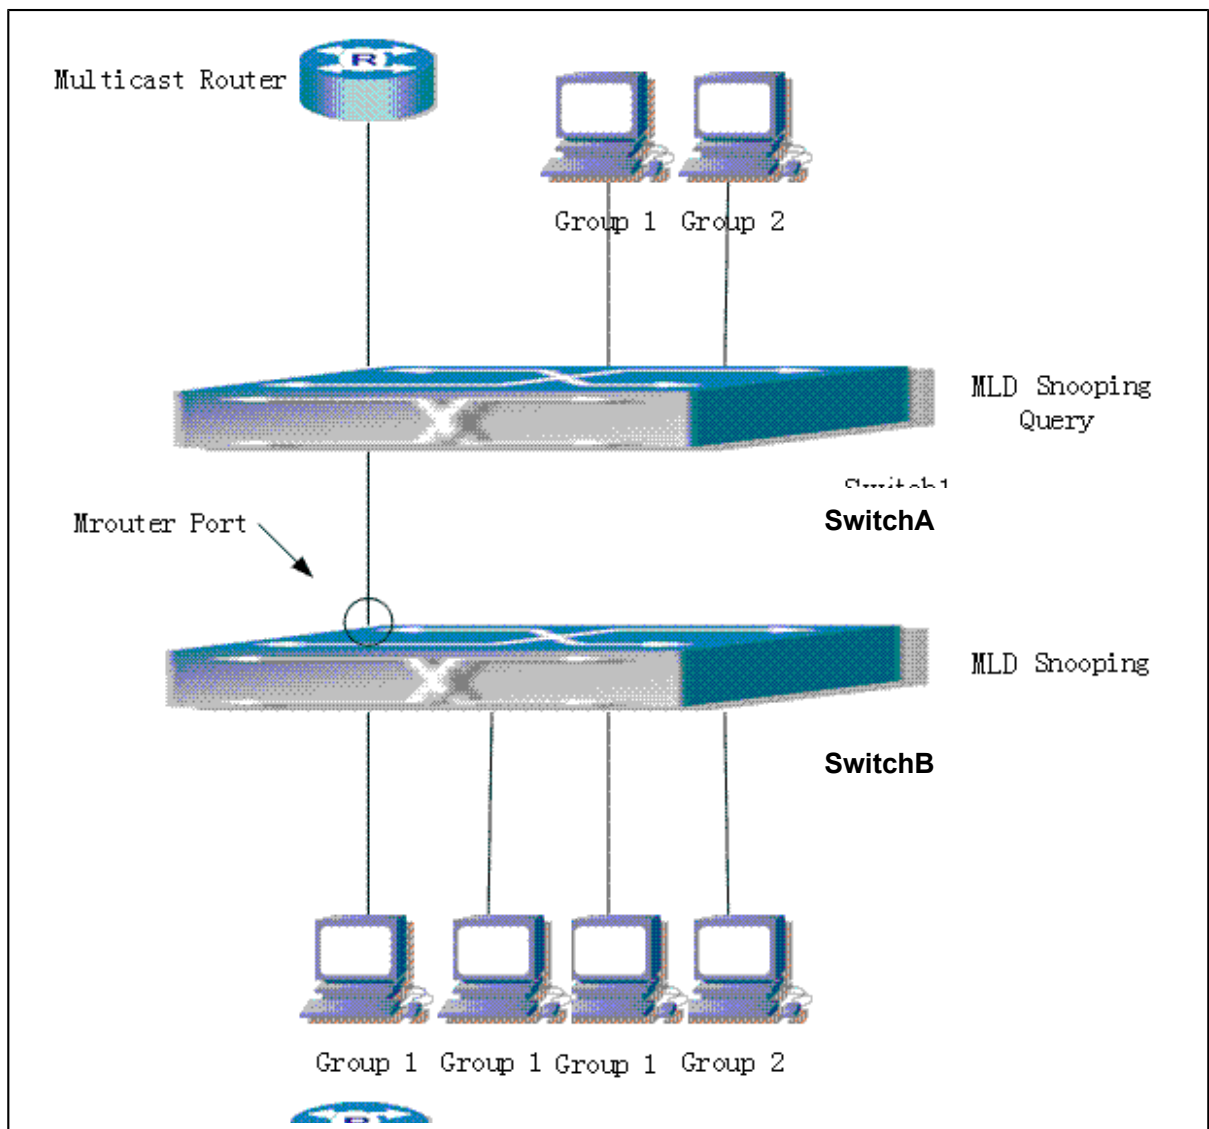 R
Multicast Router
Group 1 Group 2
MLD Snooping
Query
Switch1
SwitchA
Mrouter Port
MLD Snooping
SwitchB
Group 1 Group 1 Group 1 Group 2
R